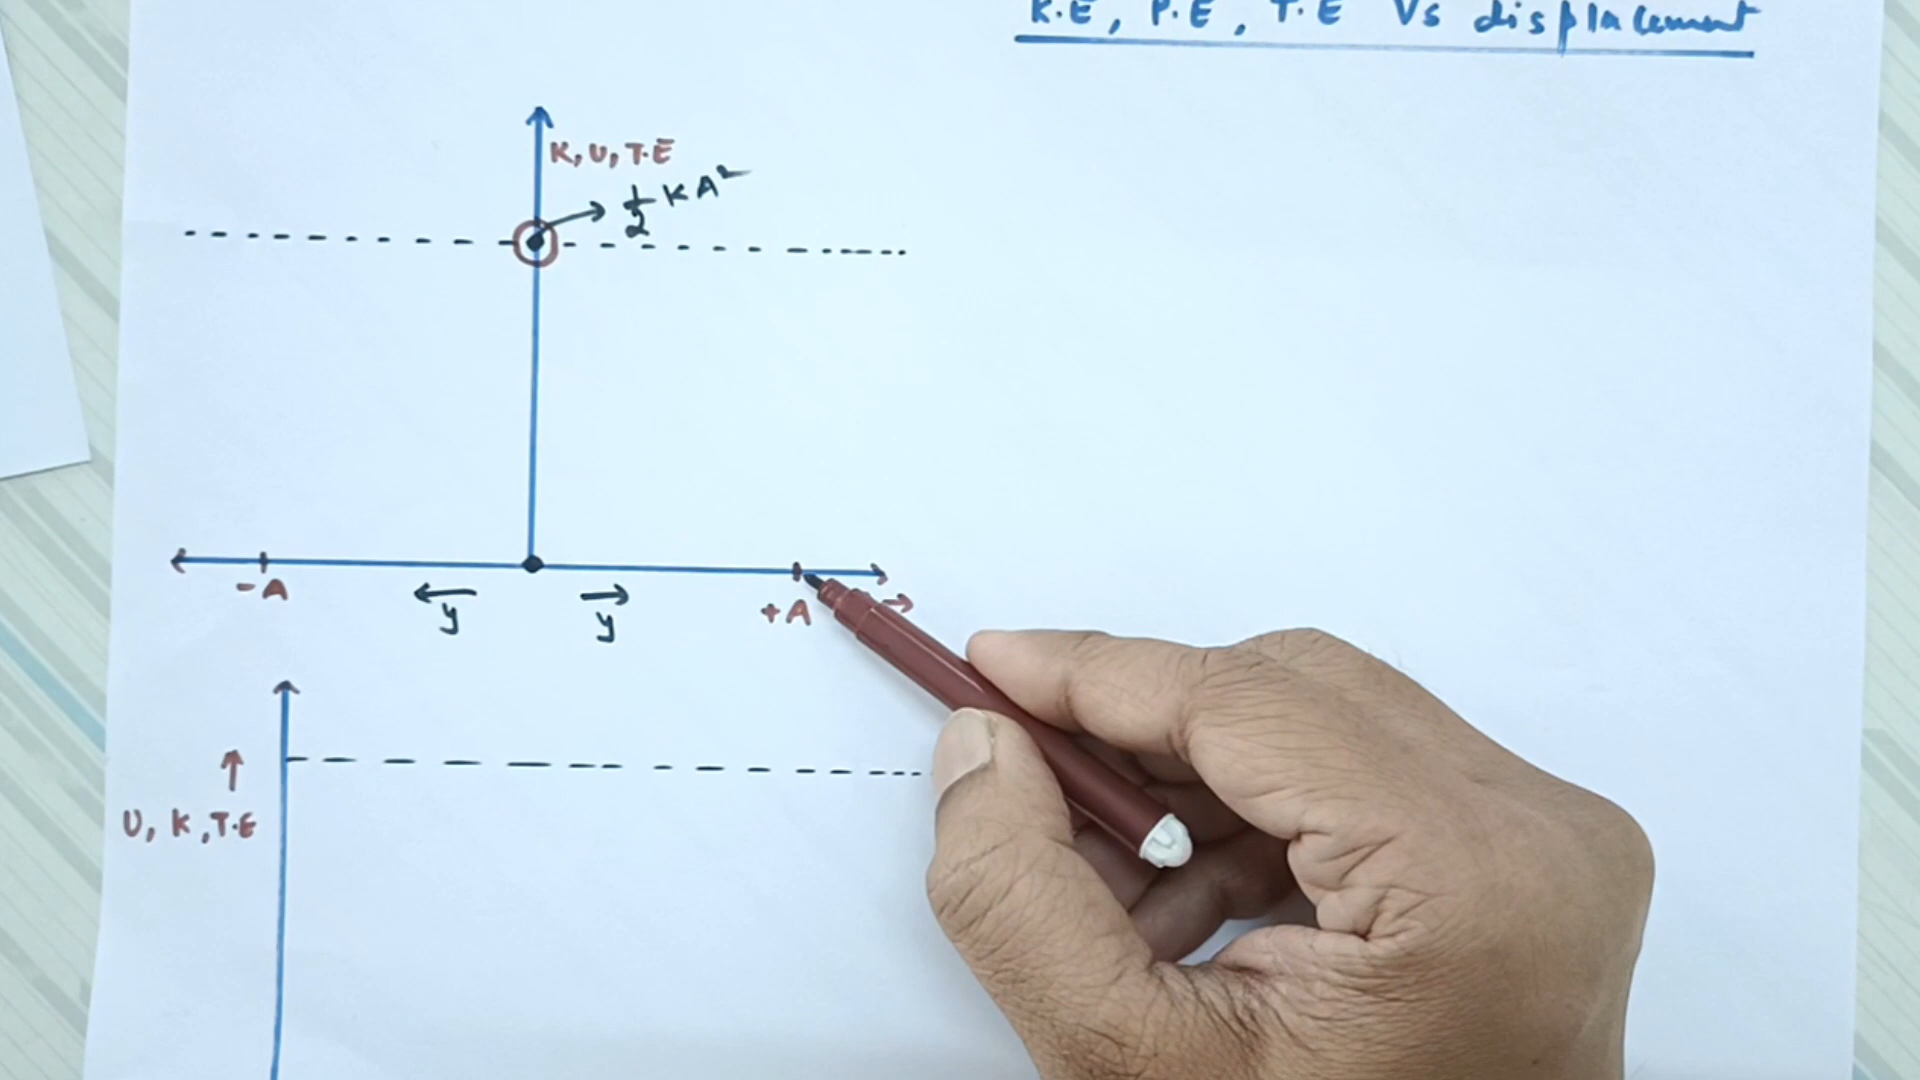 K.E, P.E, T.E Vs displacement
K, U, T.E
1/2 KA²
-A
y
y
+A
U, K, T.E